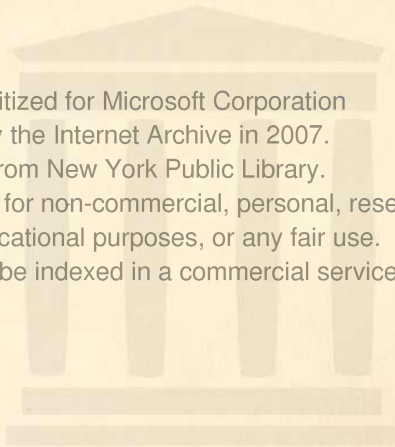 itized for Microsoft Corporation
the Internet Archive in 2007.
rom New York Public Library.
for non-commercial, personal, rese
cational purposes, or any fair use.
be indexed in a commercial service